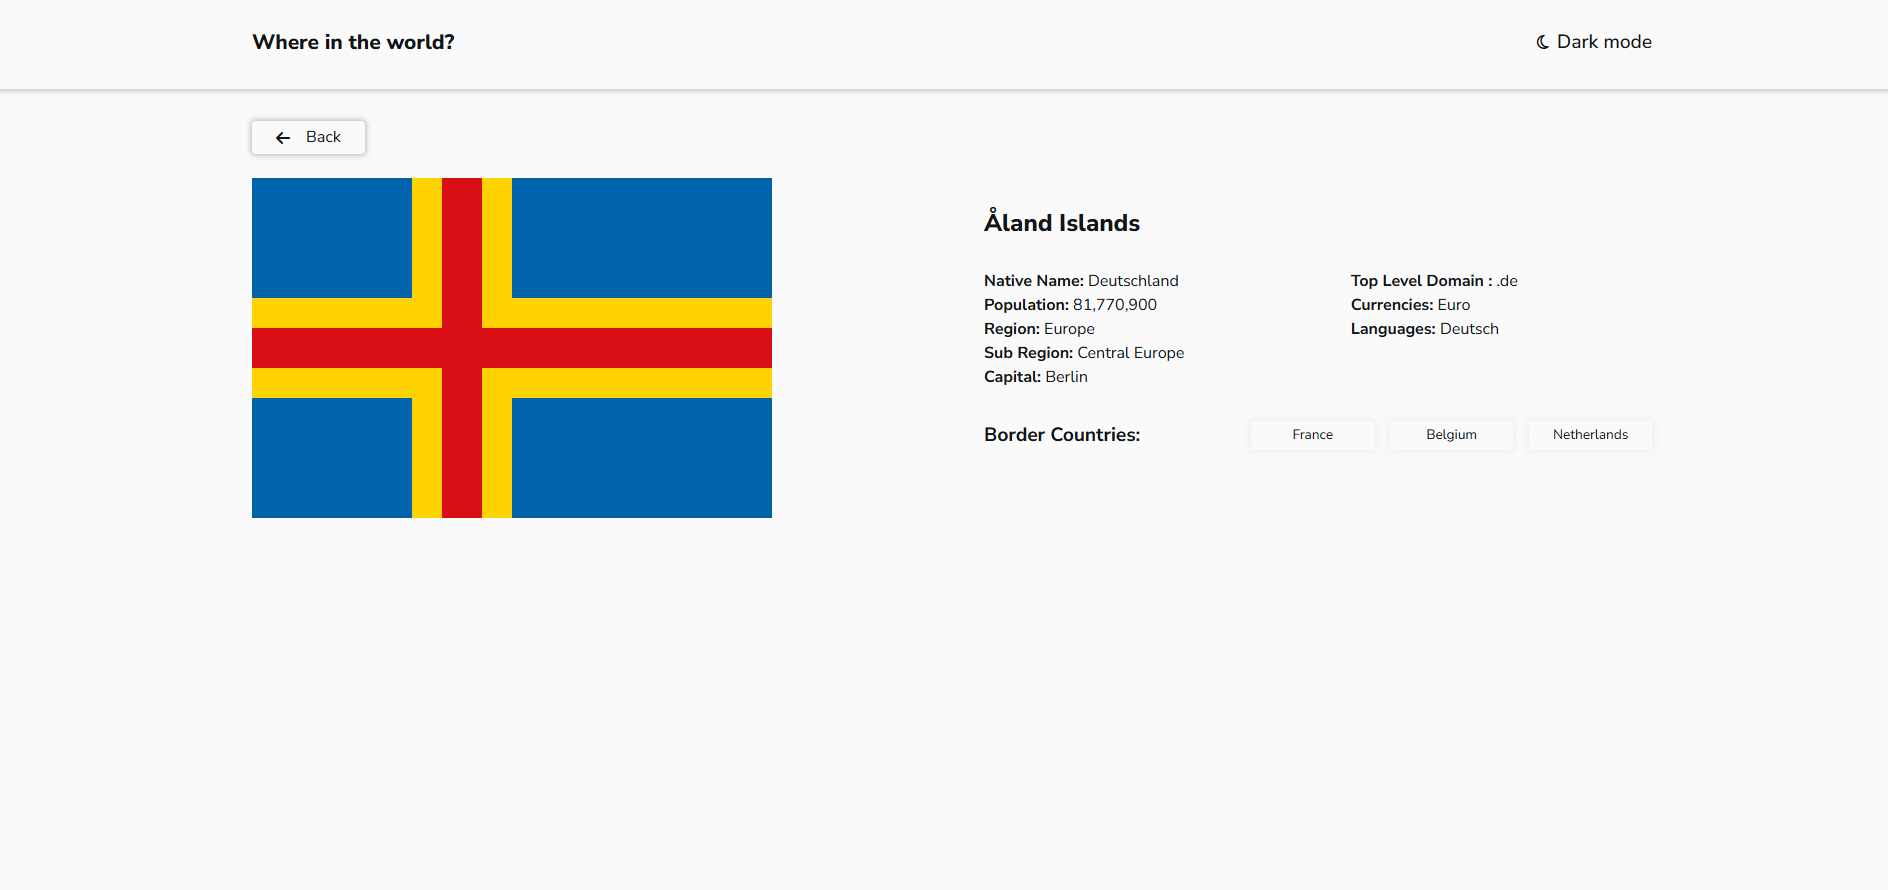 Where in the world?
Dark mode
Back
Åland Islands
Native Name: Deutschland
Population: 81,770,900
Region: Europe
Sub Region: Central Europe
Capital: Berlin
Top Level Domain : .de
Currencies: Euro
Languages: Deutsch
Border Countries:
France
Belgium
Netherlands